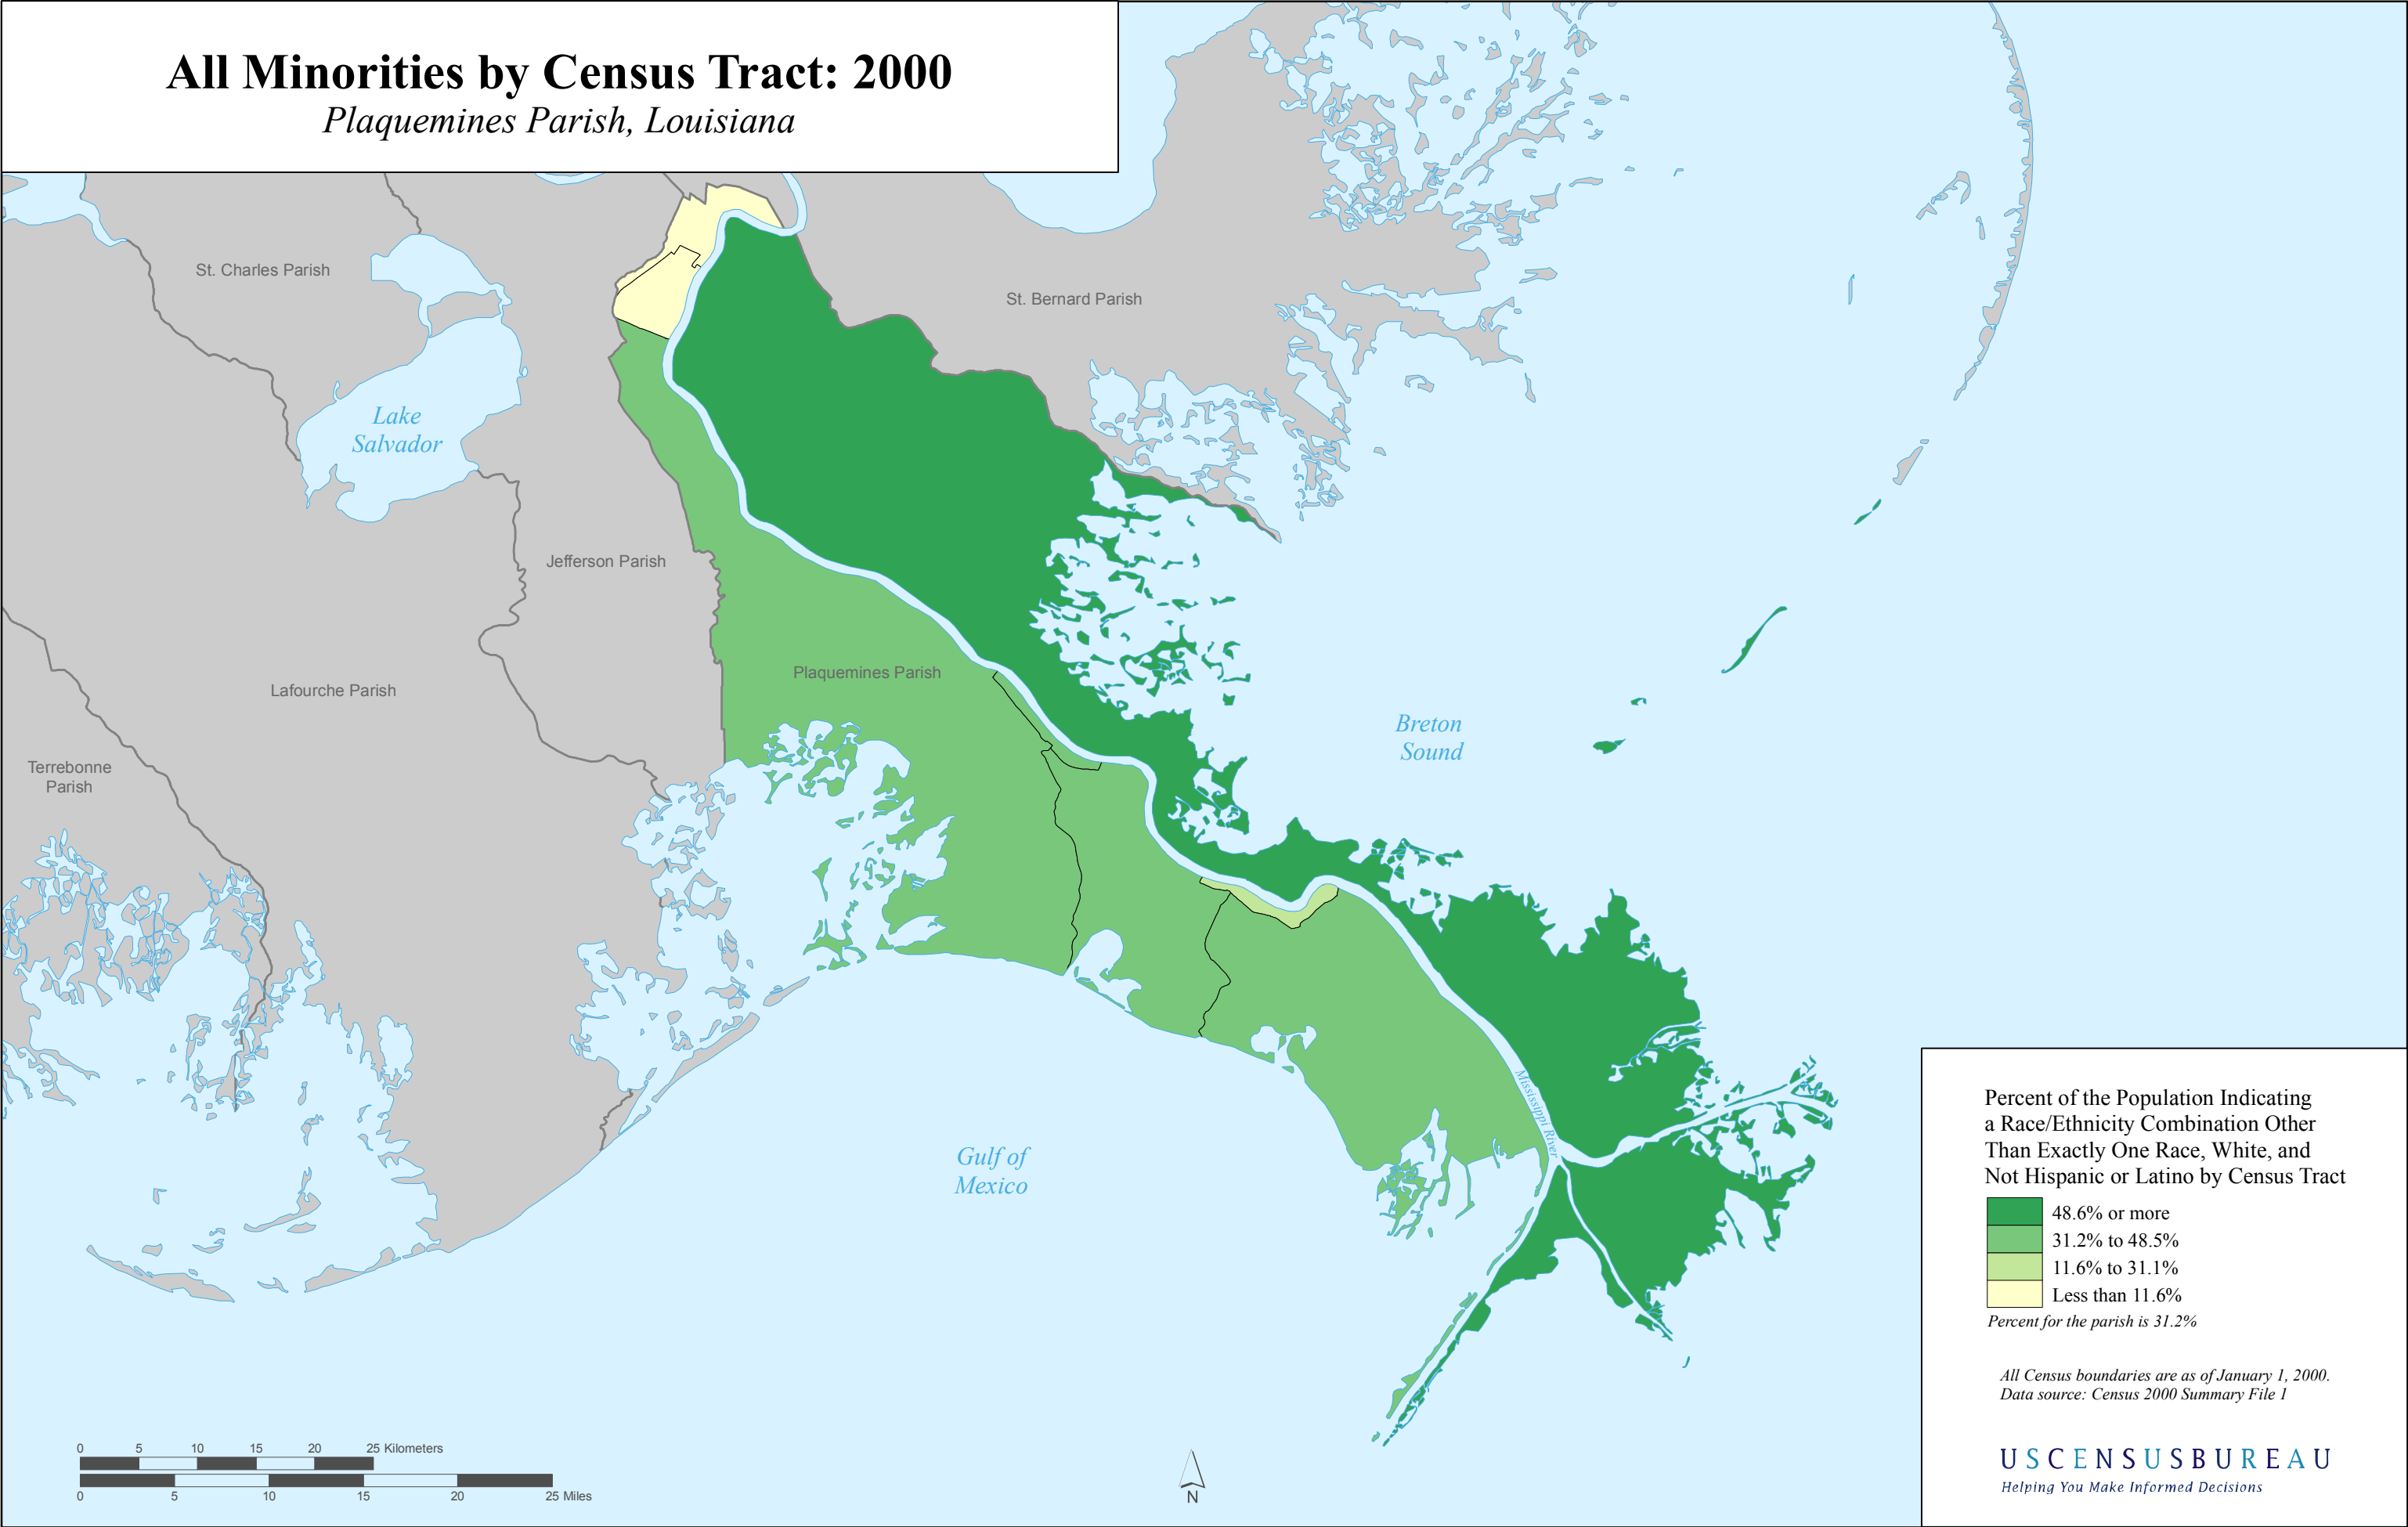 All Minorities by Census Tract: 2000
Plaquemines Parish, Louisiana
St. Charles Parish
St. Bernard Parish
Lake
Salvador
Jefferson Parish
Plaquemines Parish
Lafourche Parish
Breton
Sound
Terrebonne
Parish
Mississippi River
Gulf of
Mexico
Percent of the Population Indicating
a Race/Ethnicity Combination Other
Than Exactly One Race, White, and
Not Hispanic or Latino by Census Tract
48.6% or more
31.2% to 48.5%
11.6% to 31.1%
Less than 11.6%
Percent for the parish is 31.2%
All Census boundaries are as of January 1, 2000.
Data source: Census 2000 Summary File 1
USCENSUSBUREAU
Helping You Make Informed Decisions
0 5 10 15 20 25 Kilometers
0 5 10 15 20 25 Miles
N